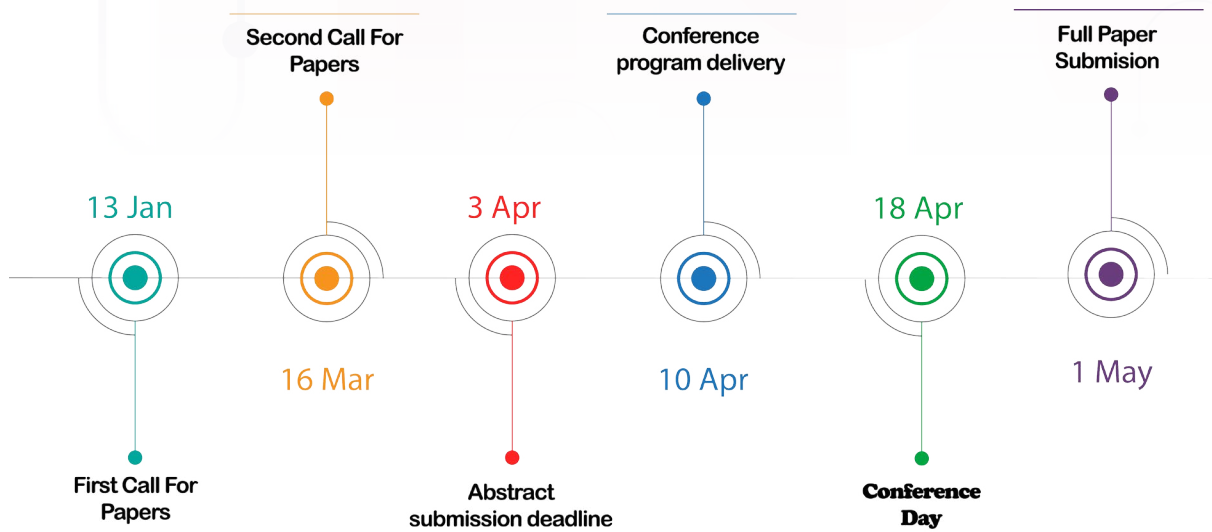 Second Call For
Papers
Conference
program delivery
Full Paper
Submision
13 Jan
3 Apr
18 Apr
16 Mar
10 Apr
1 May
First Call For
Papers
Abstract
submission deadline
Conference
Day